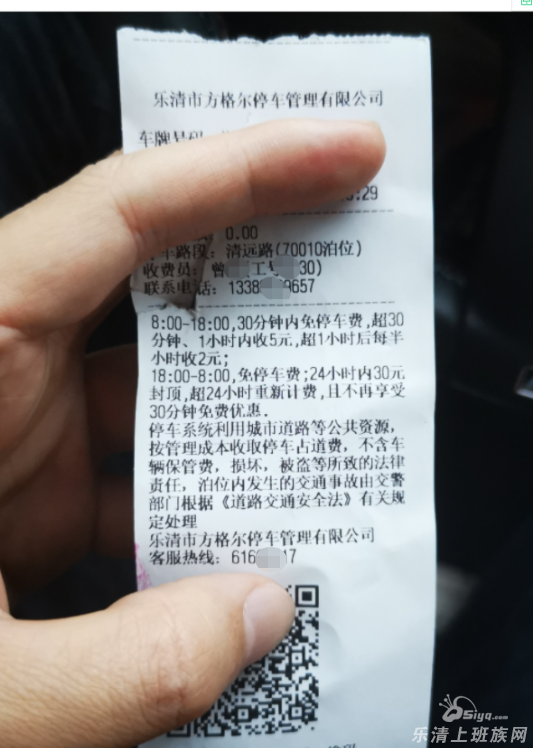 乐清市方格尔停车管理有限公司
车牌号码:
:29
0.00
车路段: 清远路(70010泊位)
收费员: 曾 工 30)
联系电话: 1338 9657
8:00-18:00,30分钟内免停车费,超30
分钟、1小时内收5元,超1小时后每半
小时收2元;
18:00-8:00,免停车费;24小时内30元
封顶,超24小时重新计费,且不再享受
30分钟免费优惠.
停车系统利用城市道路等公共资源,
按管理成本收取停车占道费,不含车
辆保管费,损坏,被盗等所致的法律
责任,泊位内发生的交通事故由交警
部门根据《道路交通安全法》有关规
定处理
乐清市方格尔停车管理有限公司
客服热线: 616 17
Siyq.com
乐清上班族网